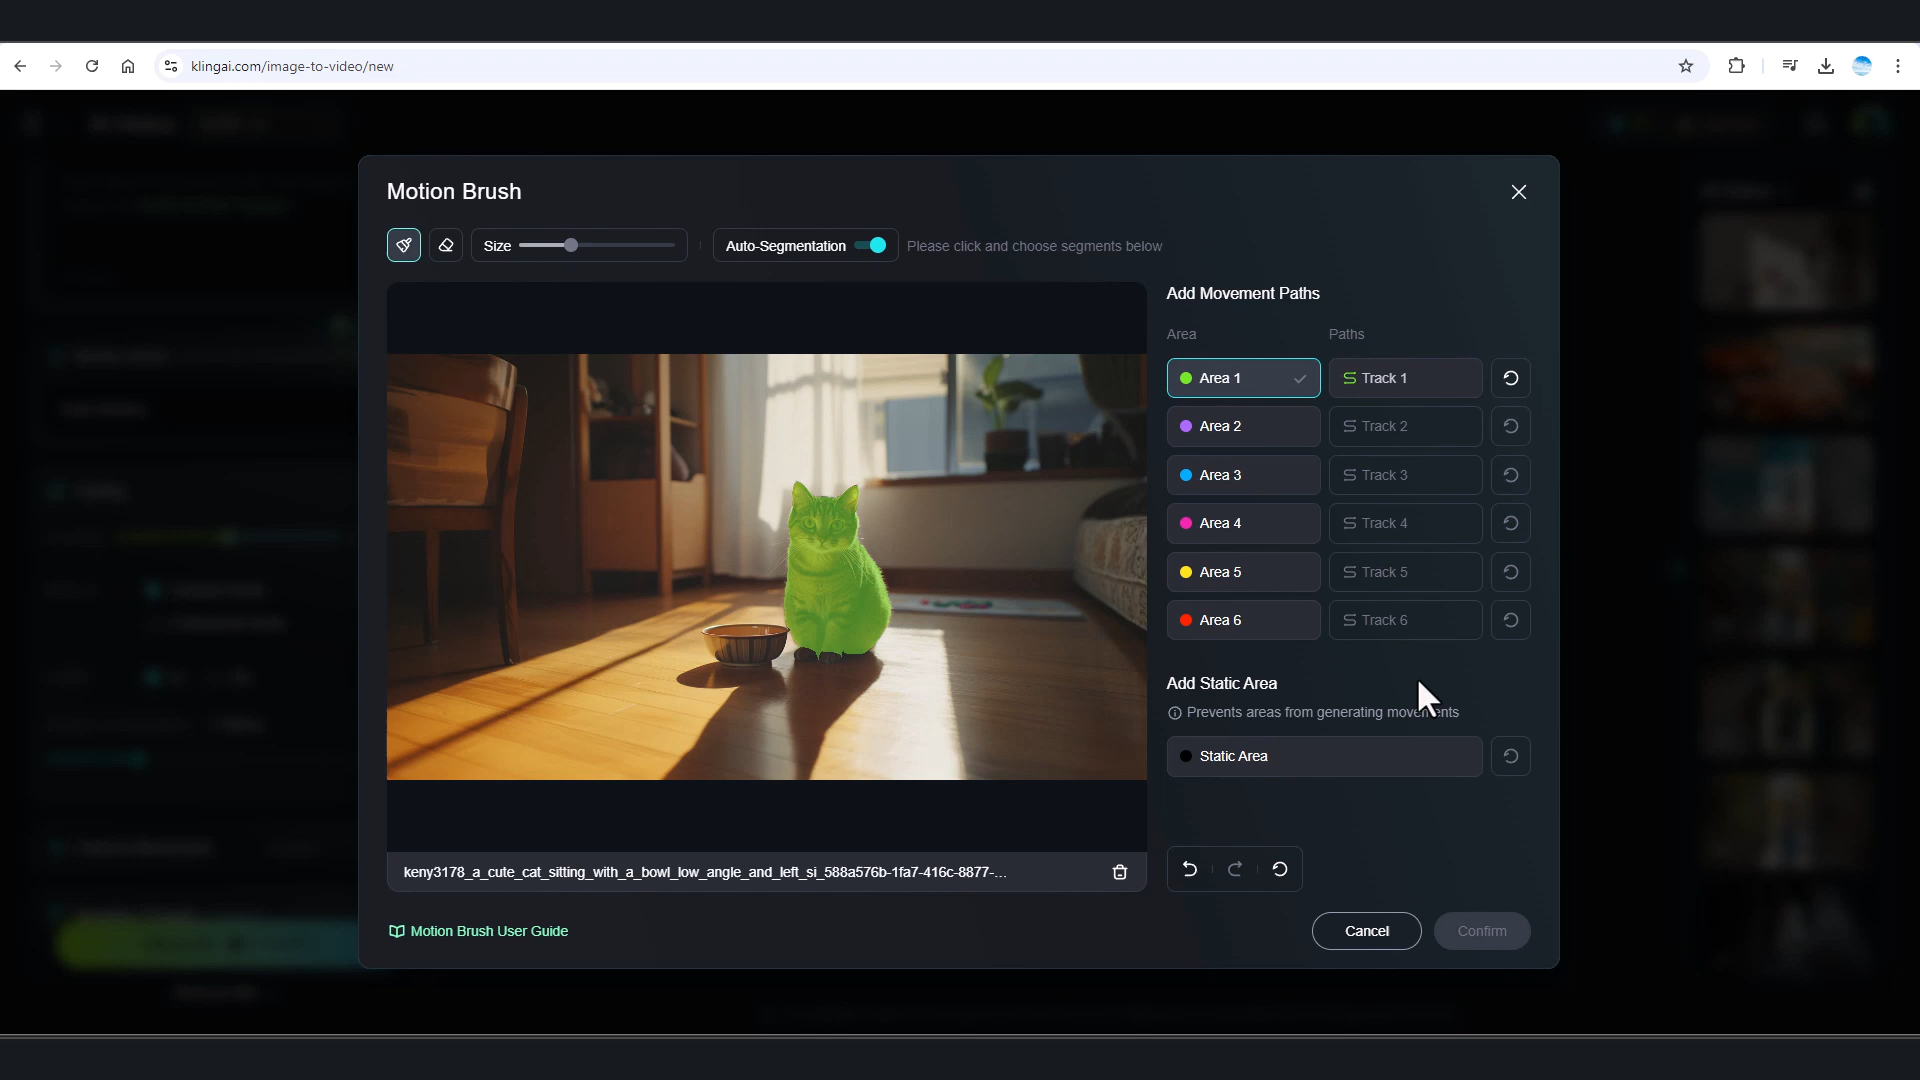 klingai.com/image-to-video/new
Motion Brush
Size
Auto-Segmentation
Please click and choose segments below
Add Movement Paths
Area
Paths
Area 1
Track 1
Area 2
Track 2
Area 3
Track 3
Area 4
Track 4
Area 5
Track 5
Area 6
Track 6
Add Static Area
Prevents areas from generating movements
Static Area
keny3178_a_cute_cat_sitting_with_a_bowl_low_angle_and_left_si_588a576b-1fa7-416c-8877-...
Motion Brush User Guide
Cancel
Confirm